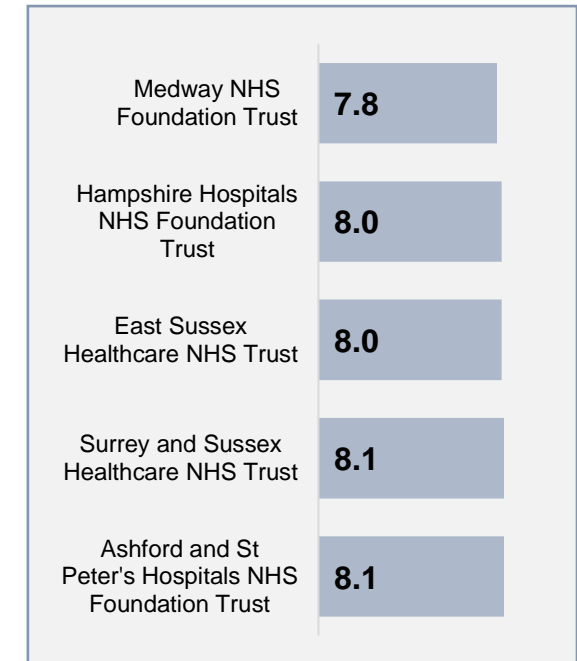 Medway NHS
Foundation Trust
7.8
Hampshire Hospitals
NHS Foundation
Trust
8.0
East Sussex
Healthcare NHS Trust
8.0
Surrey and Sussex
Healthcare NHS Trust
8.1
Ashford and St
Peter's Hospitals NHS
Foundation Trust
8.1